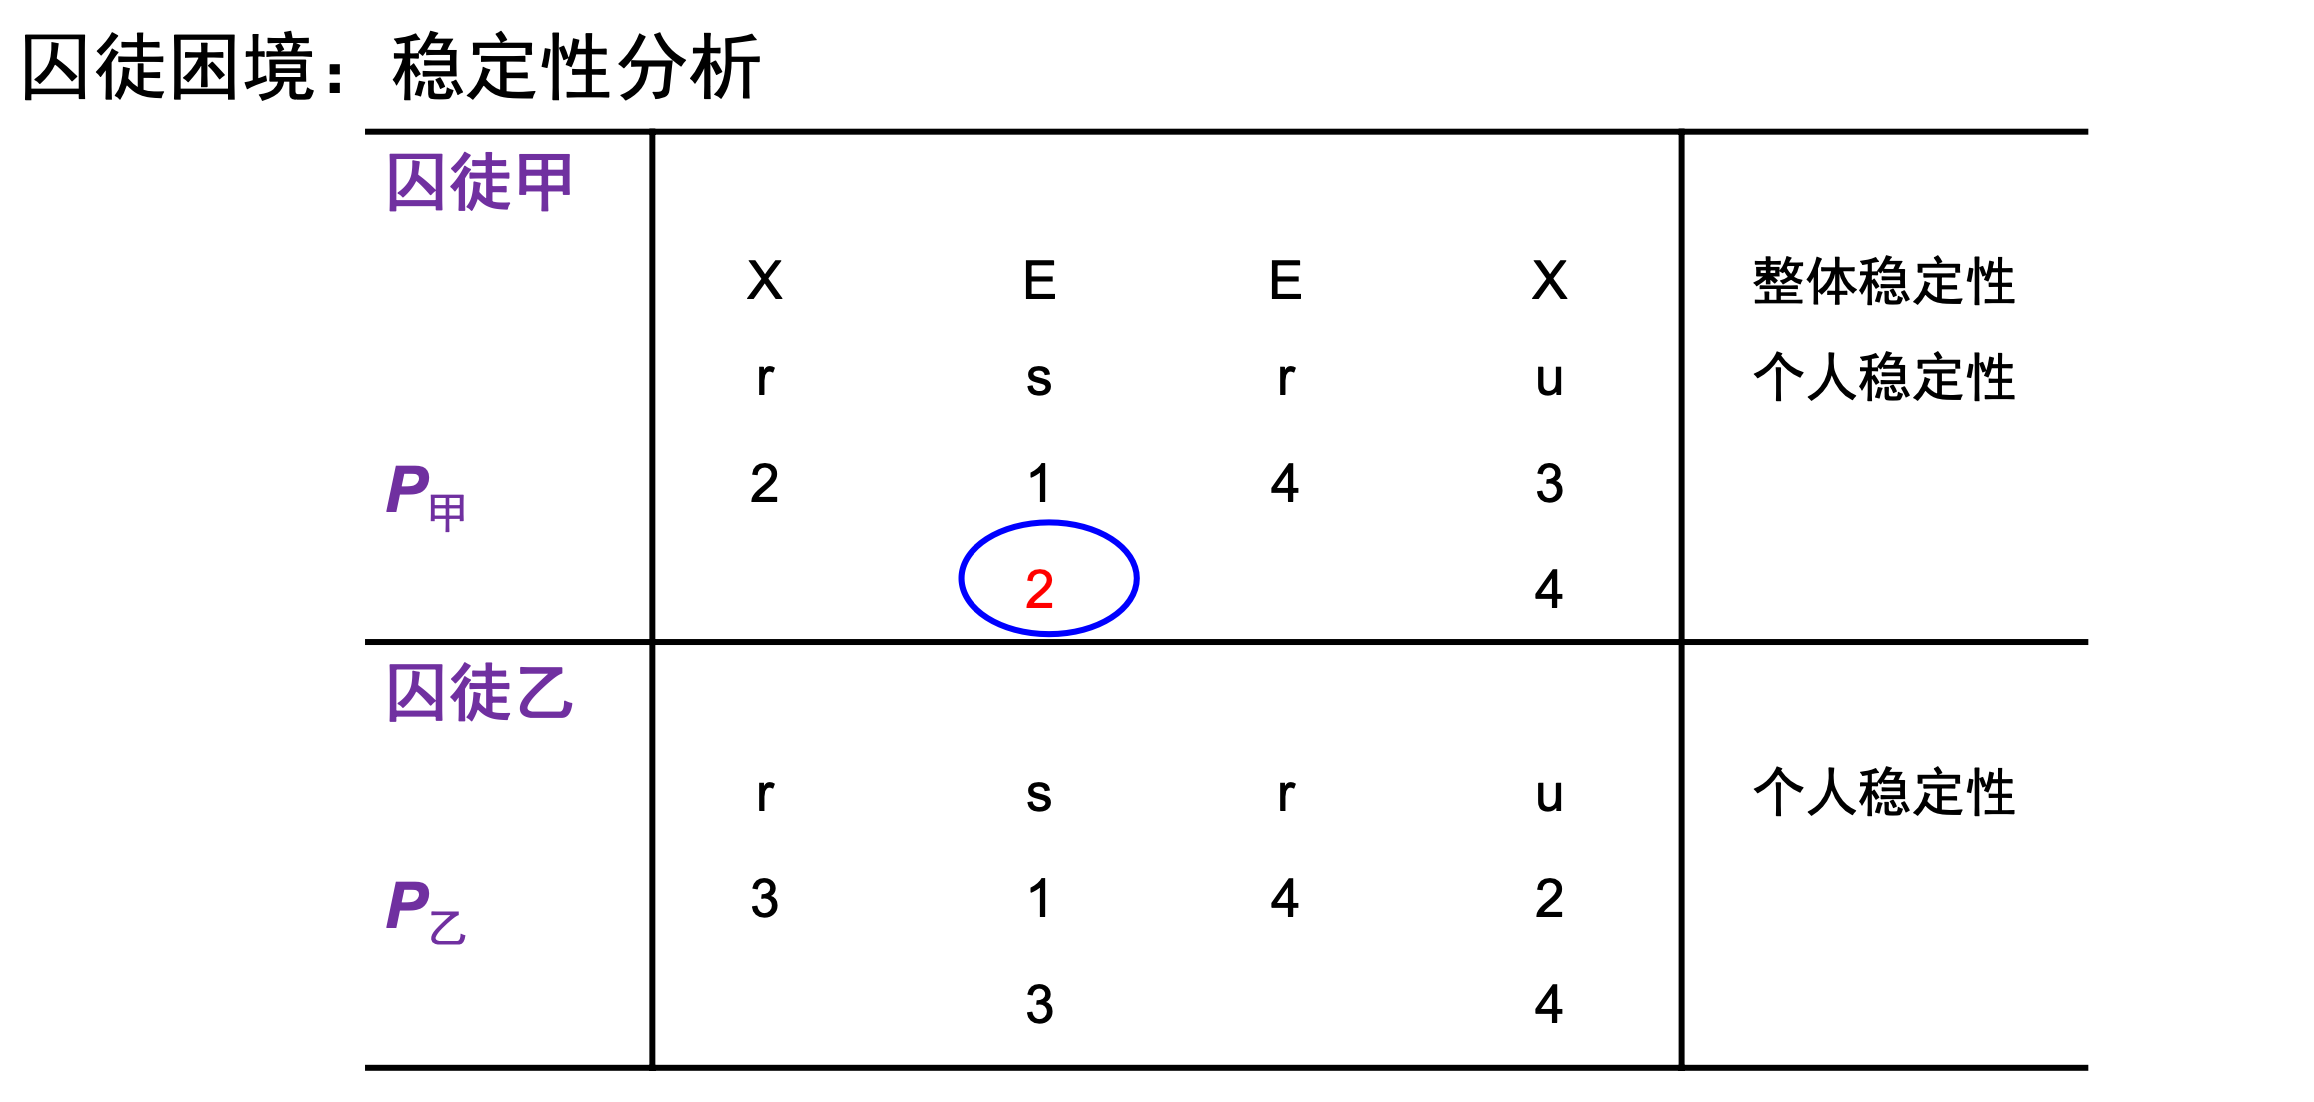 囚徒困境：稳定性分析
囚徒甲
X E E X 整体稳定性
r s r u 个人稳定性
P甲 2 1 4 3
2 4
囚徒乙
r s r u 个人稳定性
P乙 3 1 4 2
3 4